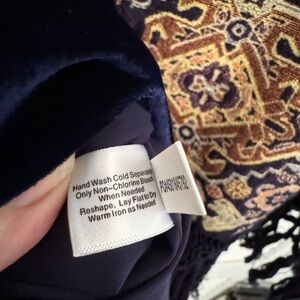 Hand Wash Cold Separately
Only Non-Chlorine Bleach
When Needed
Reshape, Lay Flat to Dry
Warm Iron as Needed